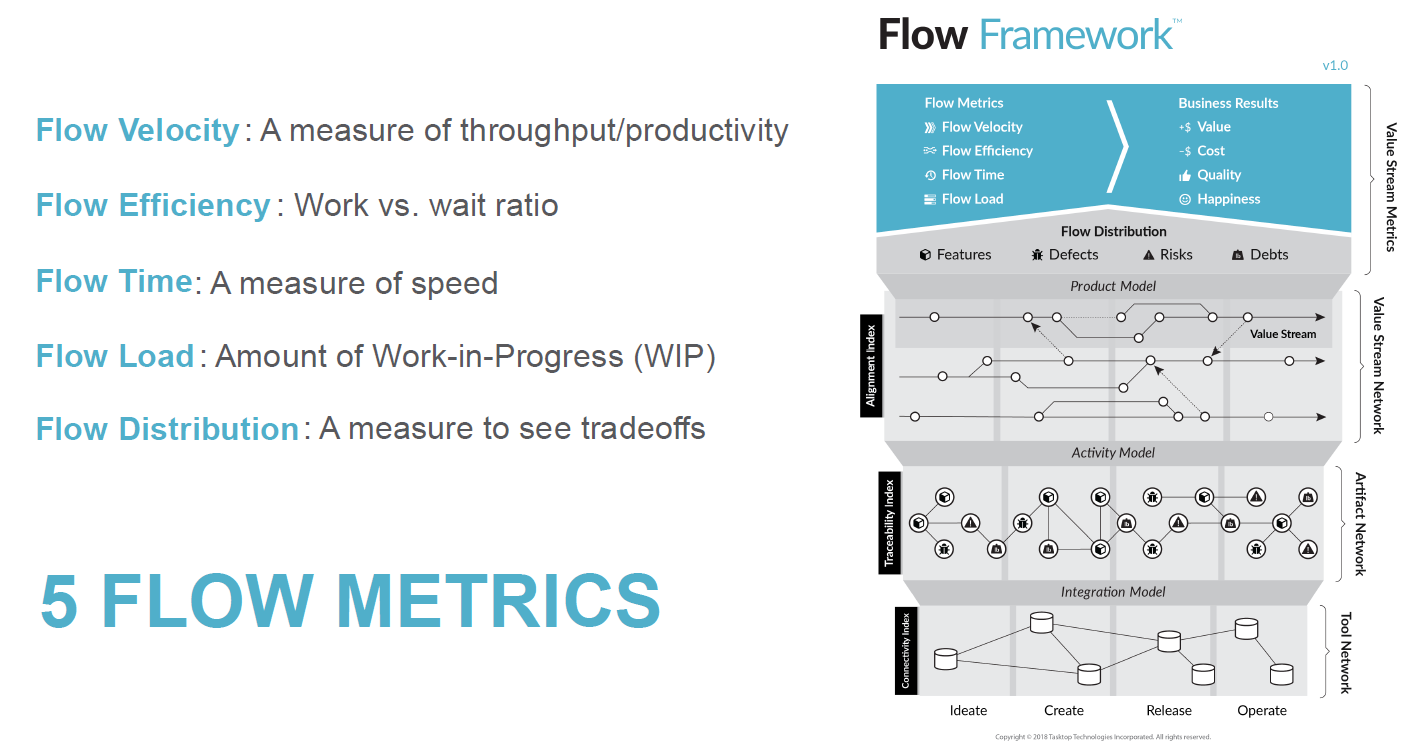 Flow Velocity: A measure of throughput/productivity
Flow Efficiency: Work vs. wait ratio
Flow Time: A measure of speed
Flow Load: Amount of Work-in-Progress (WIP)
Flow Distribution: A measure to see tradeoffs
5 FLOW METRICS
Flow Framework™
v1.0
Flow Metrics
Flow Velocity
Flow Efficiency
Flow Time
Flow Load
Business Results
+$ Value
−$ Cost
Quality
Happiness
Value Stream Metrics
Flow Distribution
Features Defects Risks Debts
Product Model
Alignment Index
Value Stream
Value Stream Network
Activity Model
Traceability Index
Artifact Network
Integration Model
Connectivity Index
Tool Network
Ideate Create Release Operate
Copyright © 2018 Tasktop Technologies Incorporated. All rights reserved.